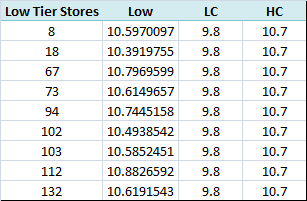 Low Tier Stores Low LC HC
8 10.5970097 9.8 10.7
18 10.3919755 9.8 10.7
67 10.7969599 9.8 10.7
73 10.6149657 9.8 10.7
94 10.7445158 9.8 10.7
102 10.4938542 9.8 10.7
103 10.5852451 9.8 10.7
112 10.8826592 9.8 10.7
132 10.6191543 9.8 10.7